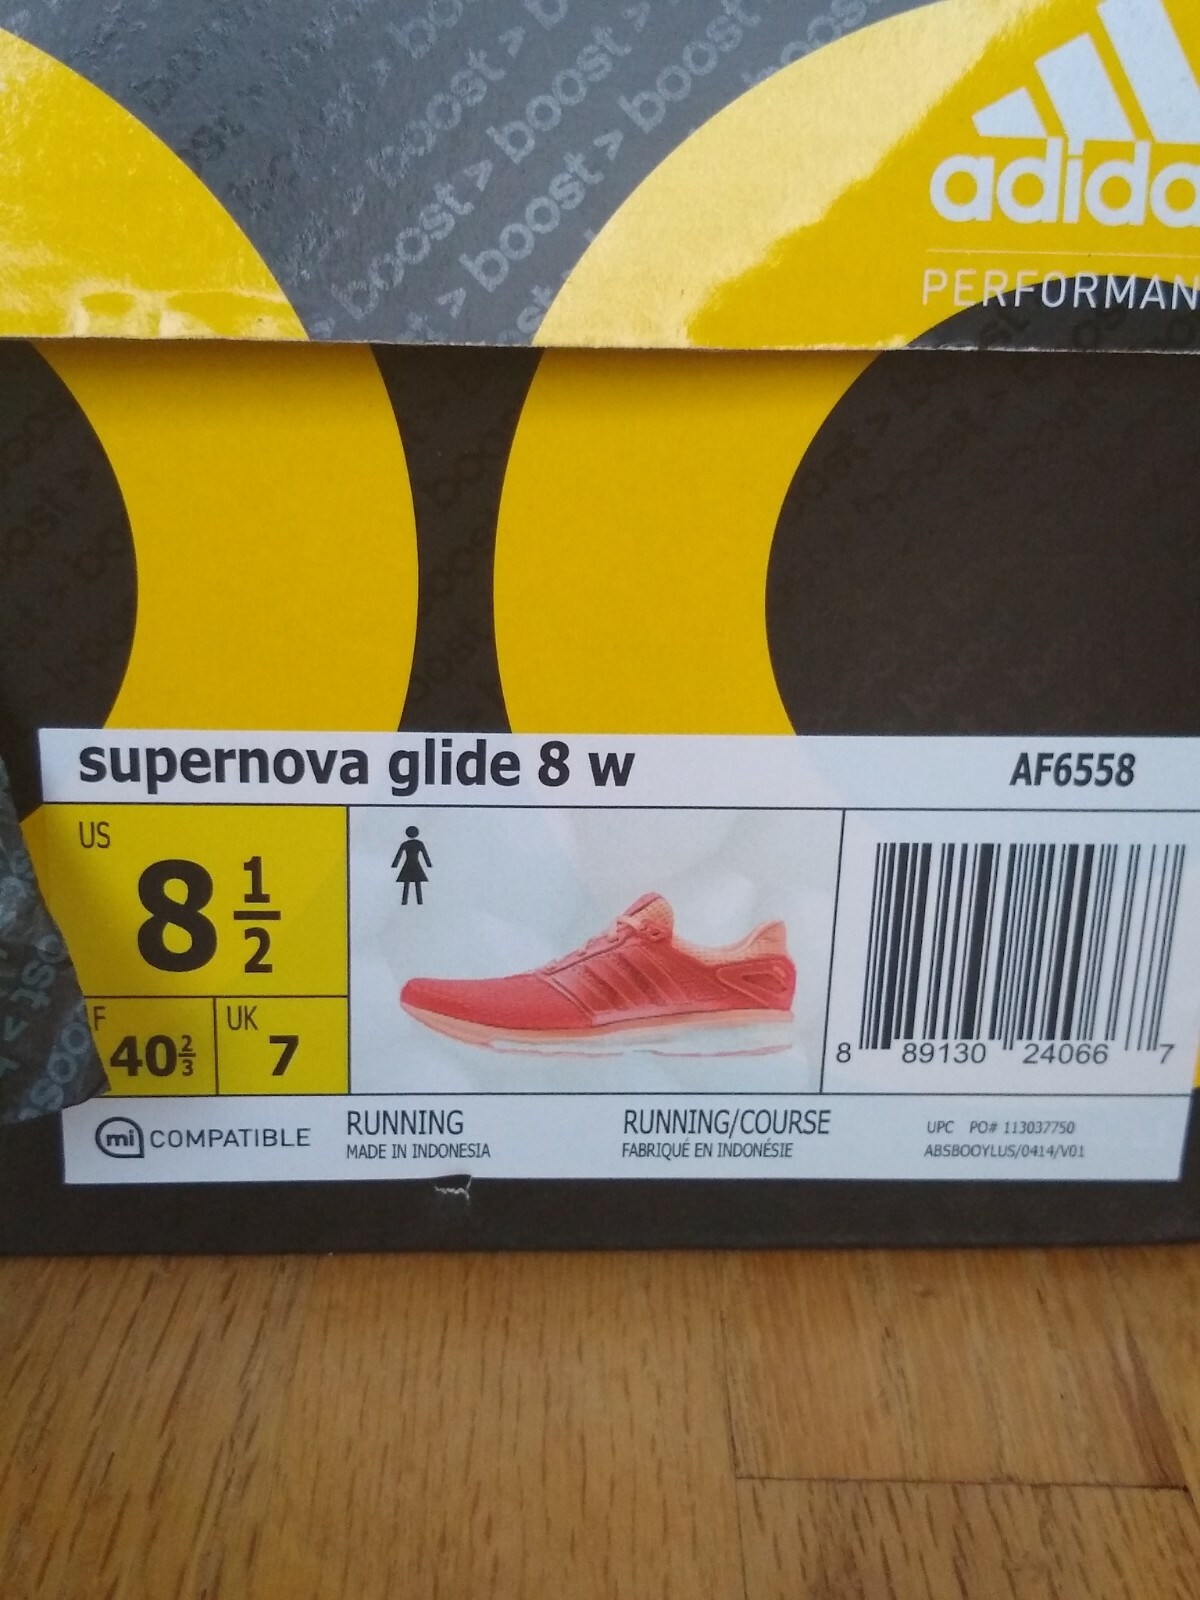 boost > boost > boost
adida
PERFORMAN
supernova glide 8 w
AF6558
US
8 1/2
F
40 2/3
UK
7
8 89130 24066 7
mi COMPATIBLE
RUNNING
MADE IN INDONESIA
RUNNING/COURSE
FABRIQUÉ EN INDONÉSIE
UPC PO# 113037750
ABSBOOYLUS/0414/V01